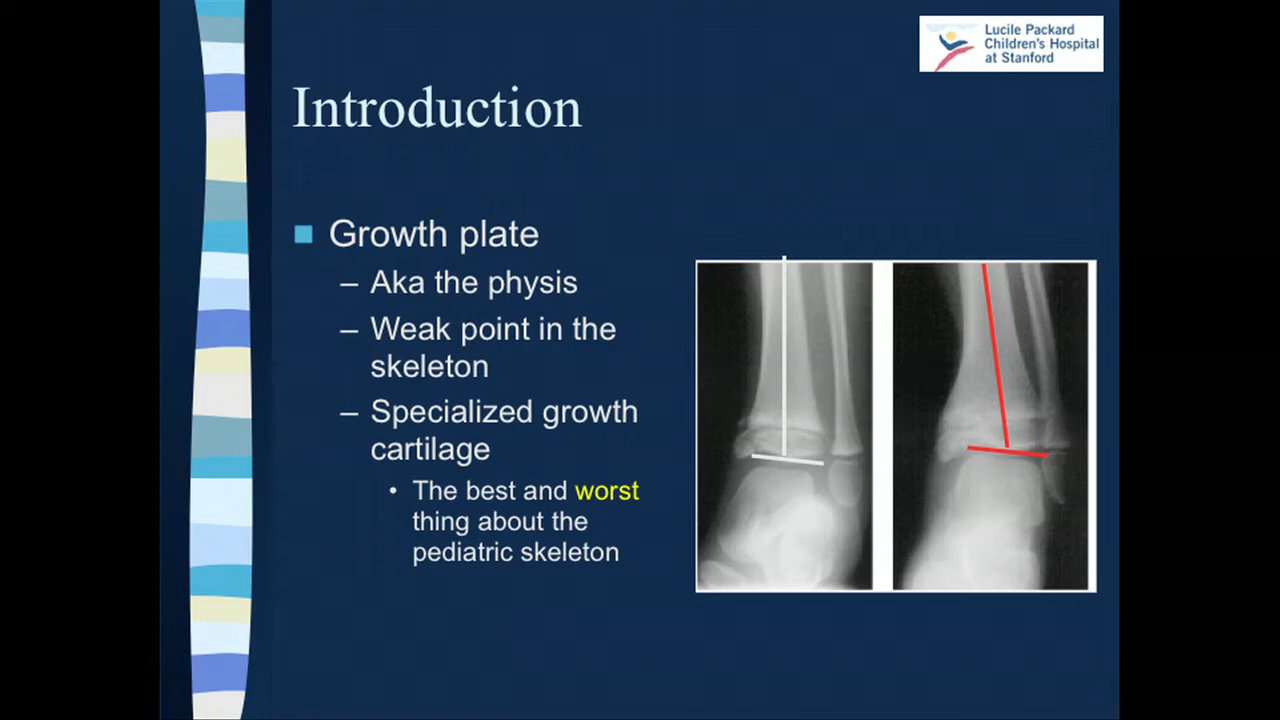 Lucile Packard
Children's Hospital
at Stanford
Introduction
Growth plate
– Aka the physis
– Weak point in the
skeleton
– Specialized growth
cartilage
• The best and worst
thing about the
pediatric skeleton